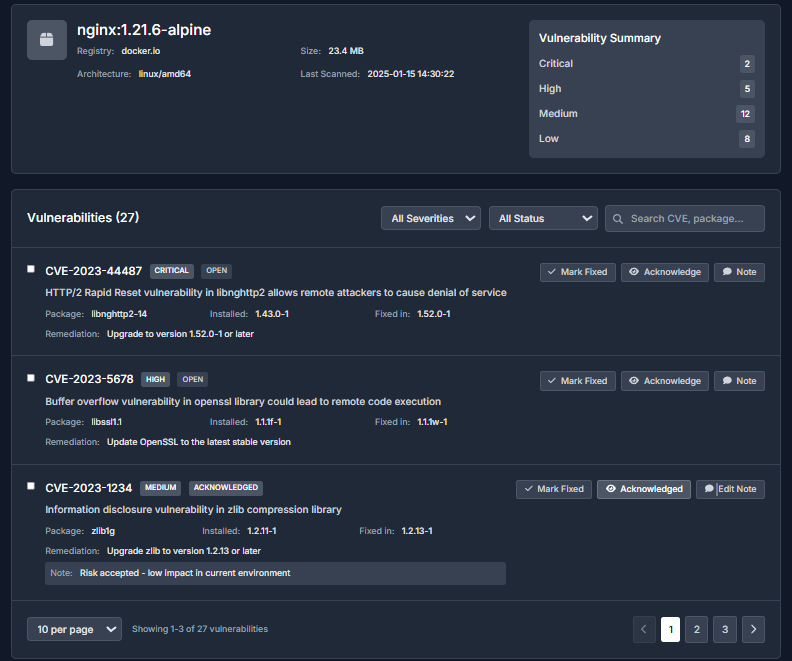 nginx:1.21.6-alpine
Registry: docker.io Size: 23.4 MB
Architecture: linux/amd64 Last Scanned: 2025-01-15 14:30:22
Vulnerability Summary
Critical 2
High 5
Medium 12
Low 8
Vulnerabilities (27) All Severities All Status Search CVE, package...
CVE-2023-44487 CRITICAL OPEN Mark Fixed Acknowledge Note
HTTP/2 Rapid Reset vulnerability in libnghttp2 allows remote attackers to cause denial of service
Package: libnghttp2-14 Installed: 1.43.0-1 Fixed in: 1.52.0-1
Remediation: Upgrade to version 1.52.0-1 or later
CVE-2023-5678 HIGH OPEN Mark Fixed Acknowledge Note
Buffer overflow vulnerability in openssl library could lead to remote code execution
Package: libssl1.1 Installed: 1.1.1f-1 Fixed in: 1.1.1w-1
Remediation: Update OpenSSL to the latest stable version
CVE-2023-1234 MEDIUM ACKNOWLEDGED Mark Fixed Acknowledged Edit Note
Information disclosure vulnerability in zlib compression library
Package: zlib1g Installed: 1.2.11-1 Fixed in: 1.2.13-1
Remediation: Upgrade zlib to version 1.2.13 or later
Note: Risk accepted - low impact in current environment
10 per page Showing 1-3 of 27 vulnerabilities 1 2 3